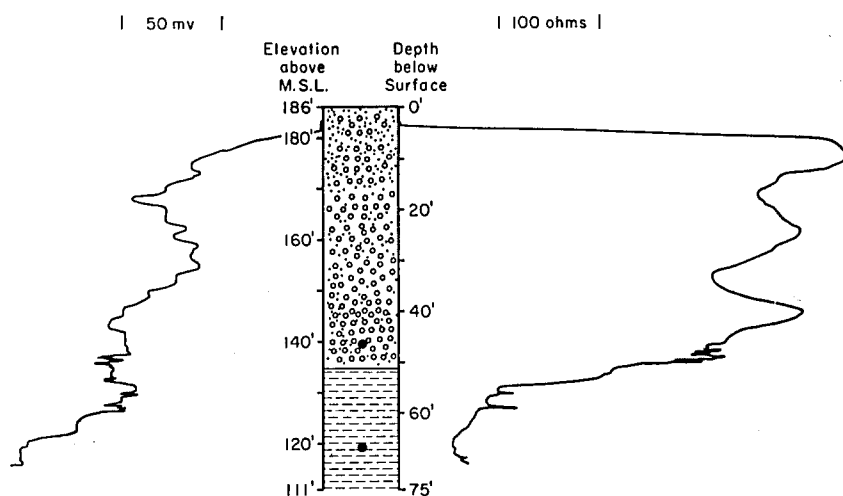 50 mv
100 ohms
Elevation
above
M.S.L.
Depth
below
Surface
186'
0'
180'
20'
160'
40'
140'
60'
120'
111'
75'